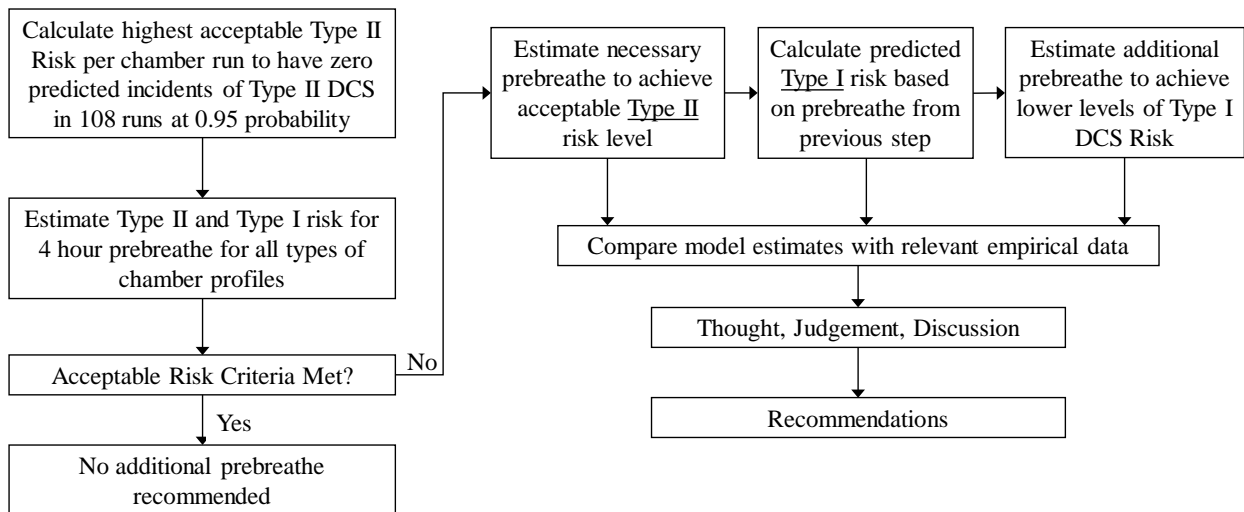 Calculate highest acceptable Type II
Risk per chamber run to have zero
predicted incidents of Type II DCS
in 108 runs at 0.95 probability
Estimate Type II and Type I risk for
4 hour prebreathe for all types of
chamber profiles
Acceptable Risk Criteria Met?
No
Yes
No additional prebreathe
recommended
Estimate necessary
prebreathe to achieve
acceptable Type II
risk level
Calculate predicted
Type I risk based
on prebreathe from
previous step
Estimate additional
prebreathe to achieve
lower levels of Type I
DCS Risk
Compare model estimates with relevant empirical data
Thought, Judgement, Discussion
Recommendations